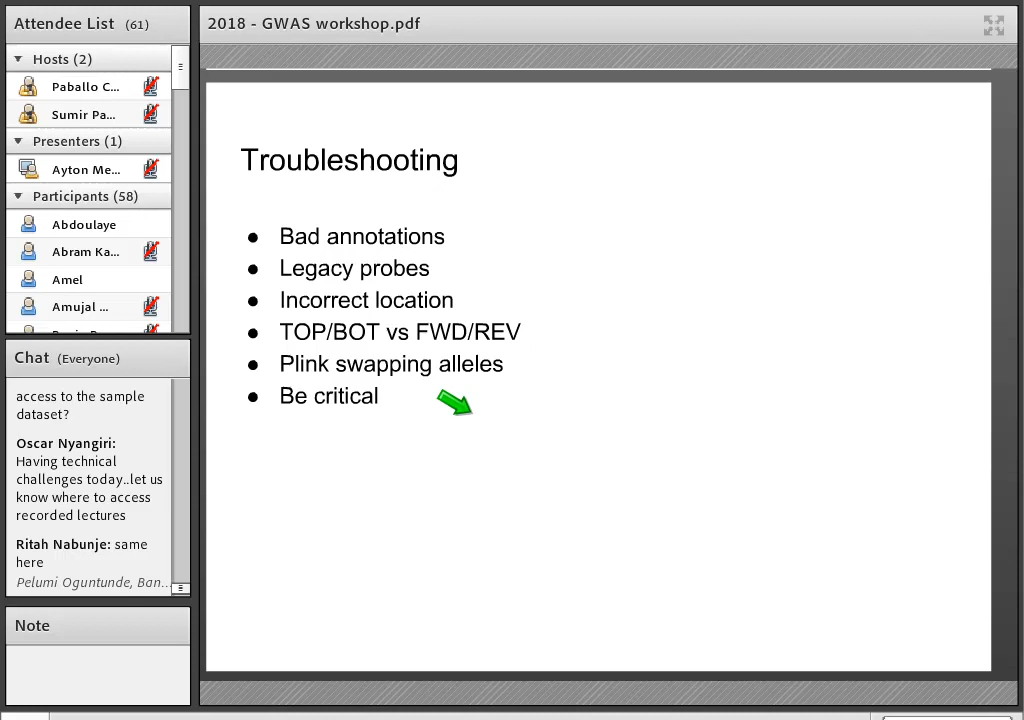 Attendee List (61)
Hosts (2)
Paballo C...
Sumir Pa...
Presenters (1)
Ayton Me...
Participants (58)
Abdoulaye
Abram Ka...
Amel
Amujal ...
Chat (Everyone)
access to the sample
dataset?
Oscar Nyangiri:
Having technical
challenges today..let us
know where to access
recorded lectures
Ritah Nabunje: same
here
Pelumi Oguntunde, Ban...
Note
2018 - GWAS workshop.pdf
Troubleshooting
● Bad annotations
● Legacy probes
● Incorrect location
● TOP/BOT vs FWD/REV
● Plink swapping alleles
● Be critical